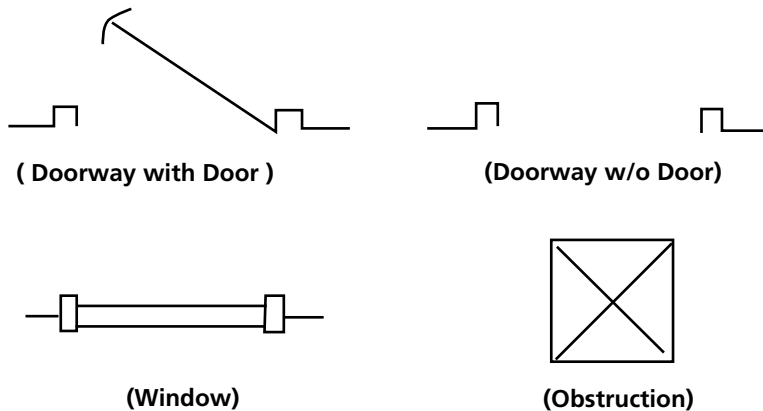 ( Doorway with Door )
(Doorway w/o Door)
(Window)
(Obstruction)